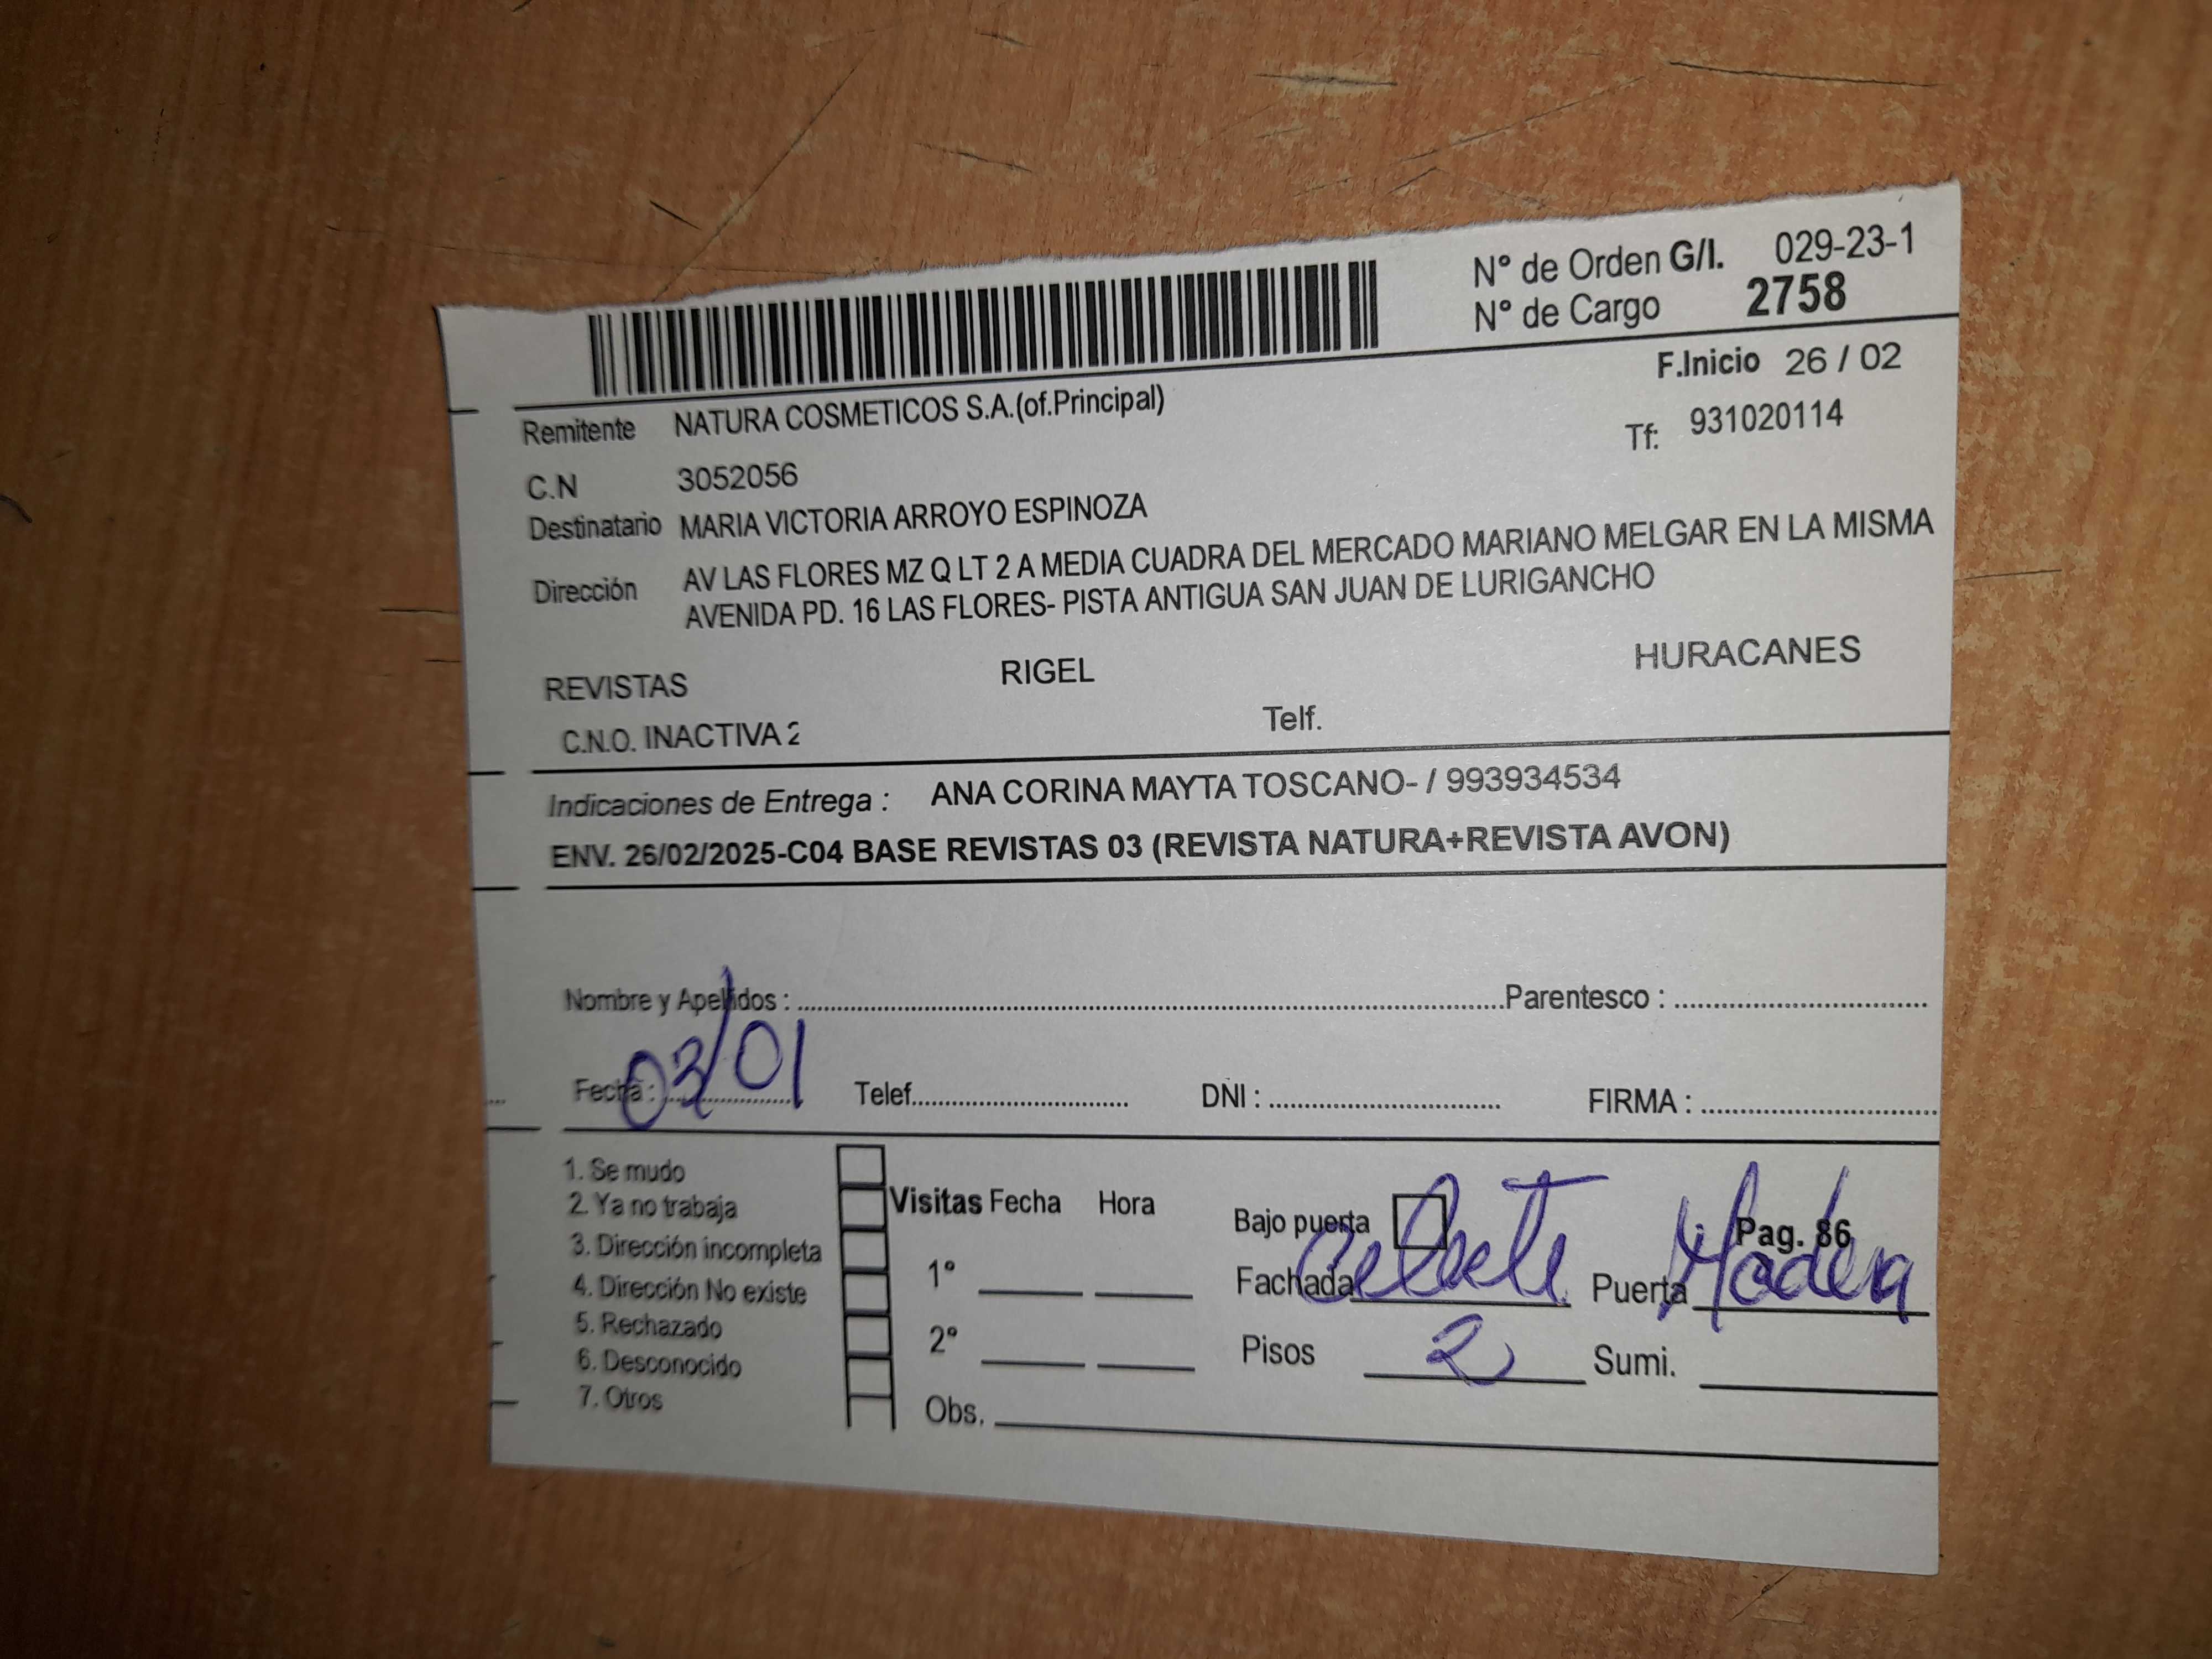 N° de Orden G/I. 029-23-1
N° de Cargo 2758
F.Inicio 26 / 02
Remitente NATURA COSMETICOS S.A.(of.Principal)
Tf: 931020114
C.N 3052056
Destinatario MARIA VICTORIA ARROYO ESPINOZA
Dirección AV LAS FLORES MZ Q LT 2 A MEDIA CUADRA DEL MERCADO MARIANO MELGAR EN LA MISMA
AVENIDA PD. 16 LAS FLORES- PISTA ANTIGUA SAN JUAN DE LURIGANCHO
REVISTAS RIGEL HURACANES
C.N.O. INACTIVA 2 Telf.
Indicaciones de Entrega : ANA CORINA MAYTA TOSCANO- / 993934534
ENV. 26/02/2025-C04 BASE REVISTAS 03 (REVISTA NATURA+REVISTA AVON)
Nombre y Apellidos : Parentesco :
Fecha : 03/01 Telef. DNI : FIRMA :
1. Se mudo
2. Ya no trabaja
3. Dirección incompleta
4. Dirección No existe
5. Rechazado
6. Desconocido
7. Otros
Visitas Fecha Hora
1°
2°
Obs.
Bajo puerta Pag. 86
Fachada Celeste Puerta Madera
Pisos 2 Sumi.